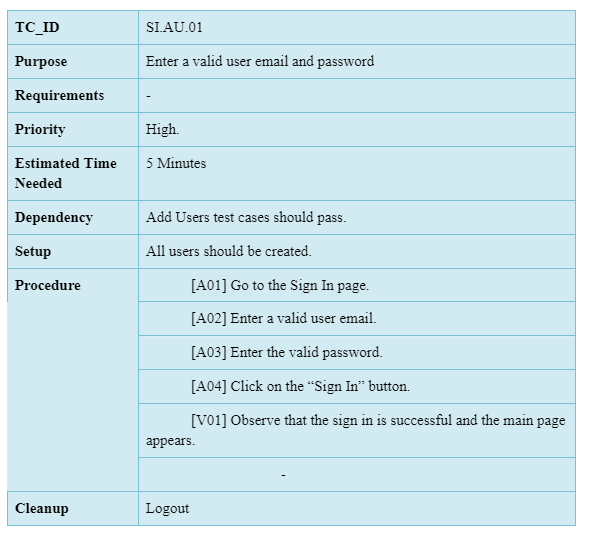 TC_ID SI.AU.01
Purpose Enter a valid user email and password
Requirements -
Priority High.
Estimated Time 5 Minutes
Needed
Dependency Add Users test cases should pass.
Setup All users should be created.
Procedure [A01] Go to the Sign In page.
[A02] Enter a valid user email.
[A03] Enter the valid password.
[A04] Click on the “Sign In” button.
[V01] Observe that the sign in is successful and the main page
appears.
-
Cleanup Logout